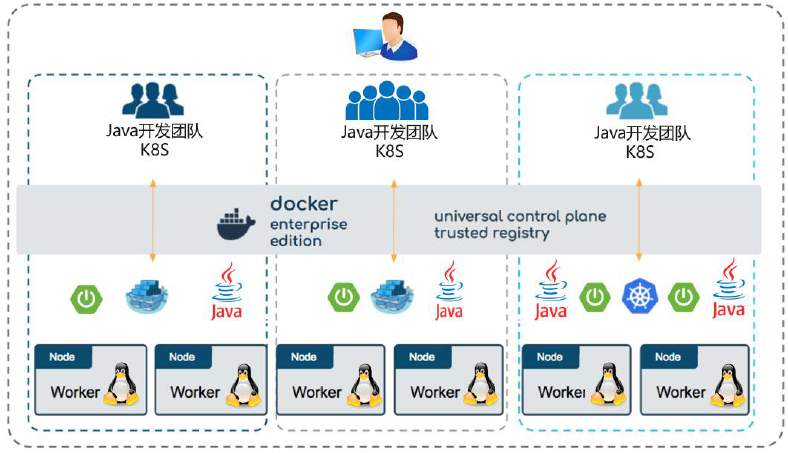 Java开发团队
K8S
Java开发团队
K8S
Java开发团队
K8S
docker
enterprise
edition
universal control plane
trusted registry
Java
Java
Java
Java
Node
Worker
Node
Worker
Node
Worker
Node
Worker
Node
Worker
Node
Worker